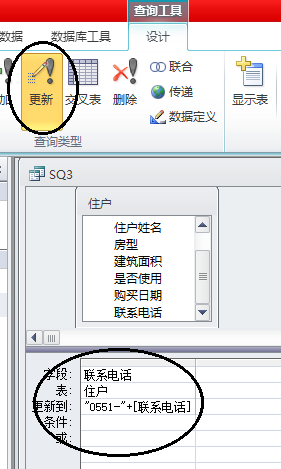 查询工具
数据
数据库工具
设计
更新
交叉表
删除
联合
传递
数据定义
显示表
查询类型
SQ3
住户
住户姓名
房型
建筑面积
是否使用
购买日期
联系电话
字段: 联系电话
表: 住户
更新到: "0551-"+[联系电话]
条件:
或: